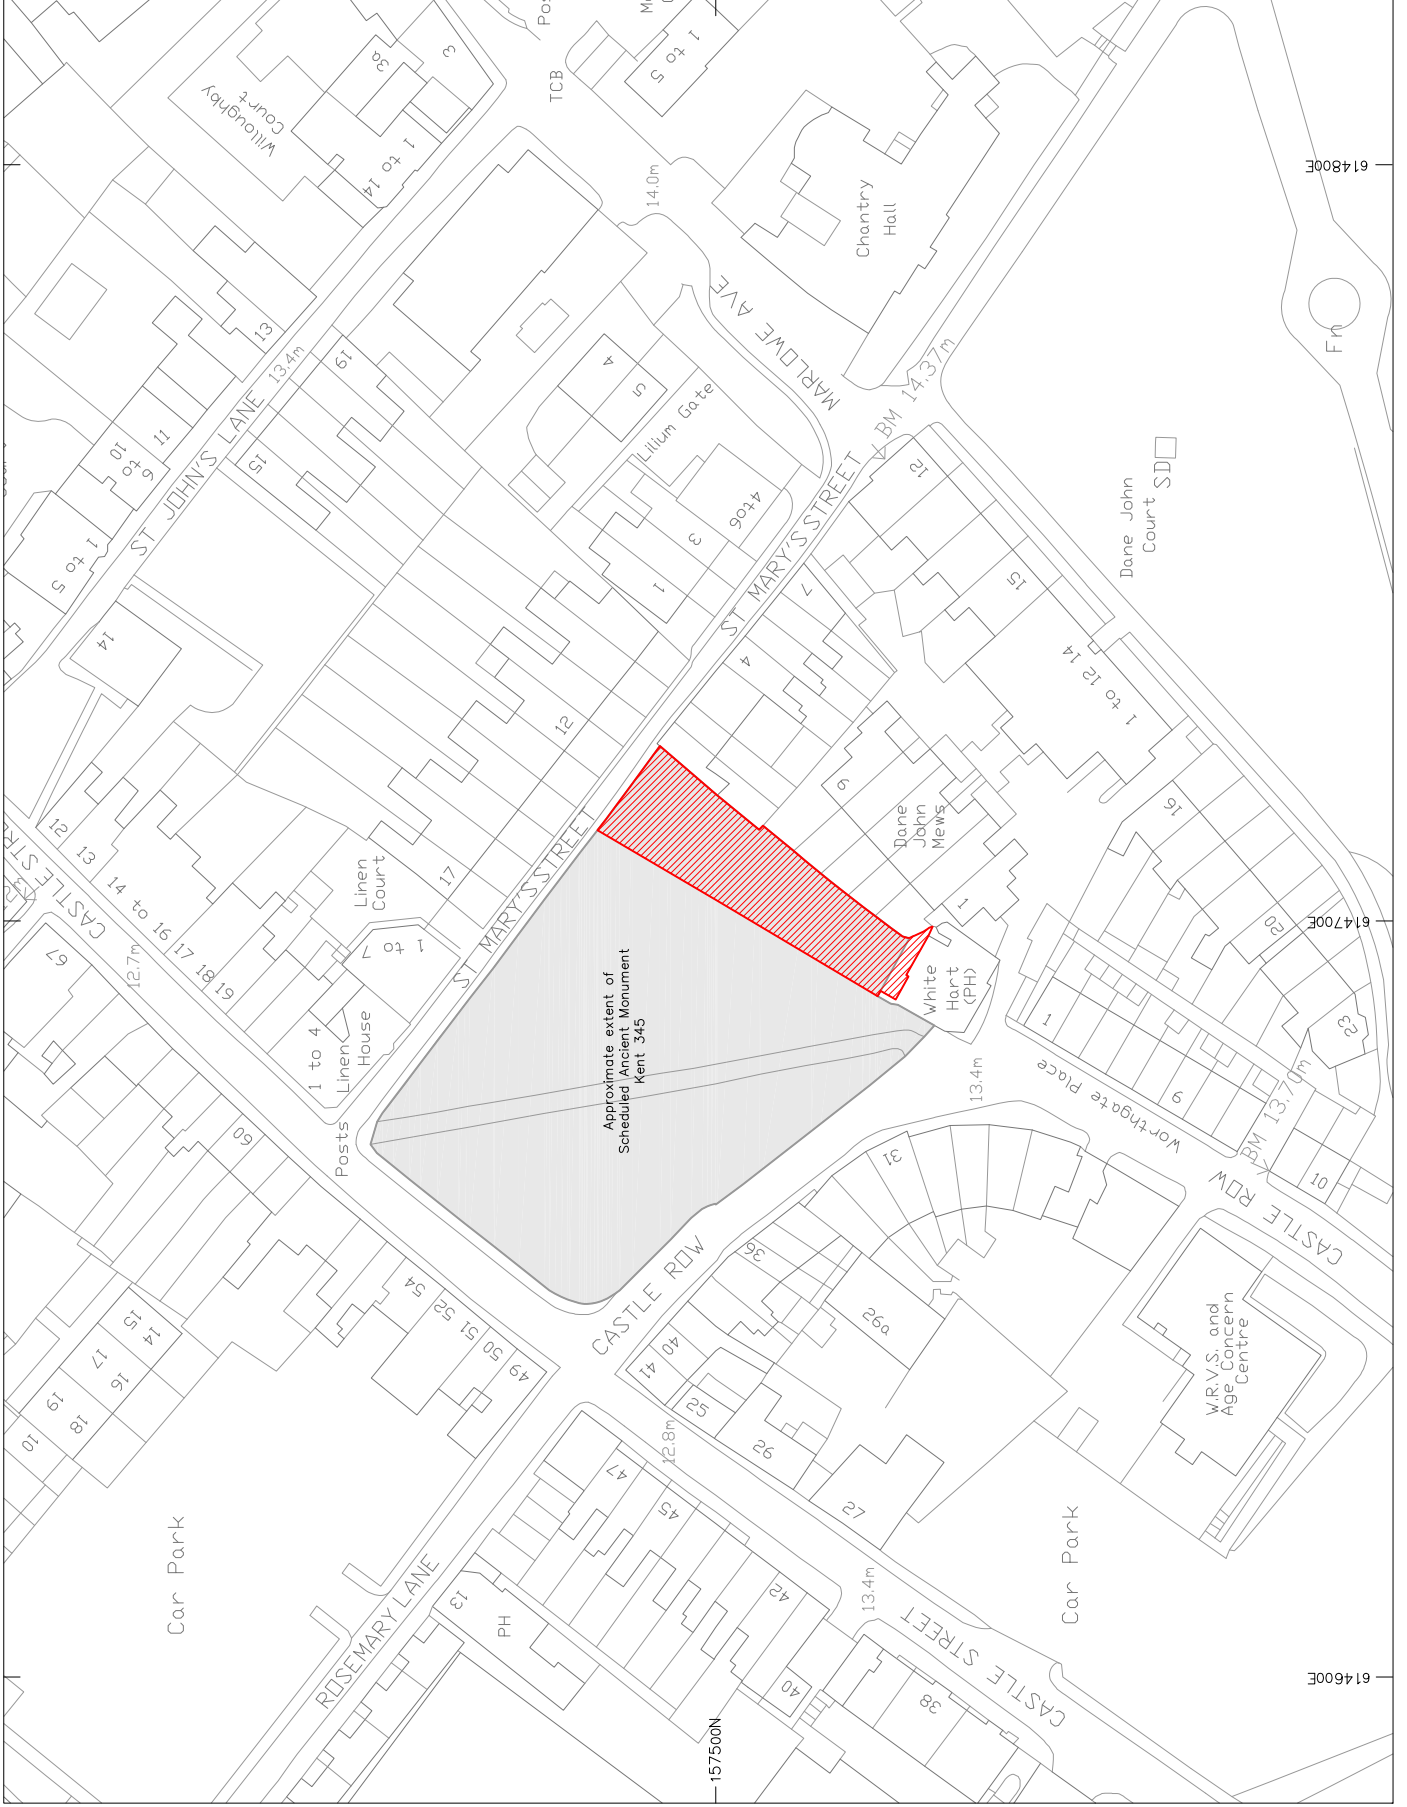 Willoughby
Court
3a
3
1 to 14
TCB
1 to 5
14.0m
Chantry
Hall
614800E
Fn
MARLOWE AVE
BM 14.37m
13
13.4m
ST JOHN'S LANE
19
15
11
6 to 10
1 to 5
14
4
5
Lilium Gate
4to6
3
1
ST MARY'S STREET
12
15
7
4
1 to 12 14
Dane John
Court
SD
12
17
ST MARY'S STREET
9
Dane
John
Mews
1
White
Hart
(PH)
16
20
23
614700E
CASTLE STREET
12
13
14 to 16
17
18
19
67
12.7m
Linen
Court
1 to 7
1 to 4
Linen
House
Posts
60
Approximate extent of
Scheduled Ancient Monument
Kent 345
13.4m
1
Worthgate Place
9
BM 13.70m
10
CASTLE ROW
31
36
CASTLE ROW
40
41
25
26
29a
27
W.R.V.S. and
Age Concern
Centre
54
52
51
50
49
15
14
17
16
19
18
10
12.8m
47
45
42
40
38
13.4m
CASTLE STREET
Car Park
Car Park
ROSEMARY LANE
13
PH
157500N
614600E